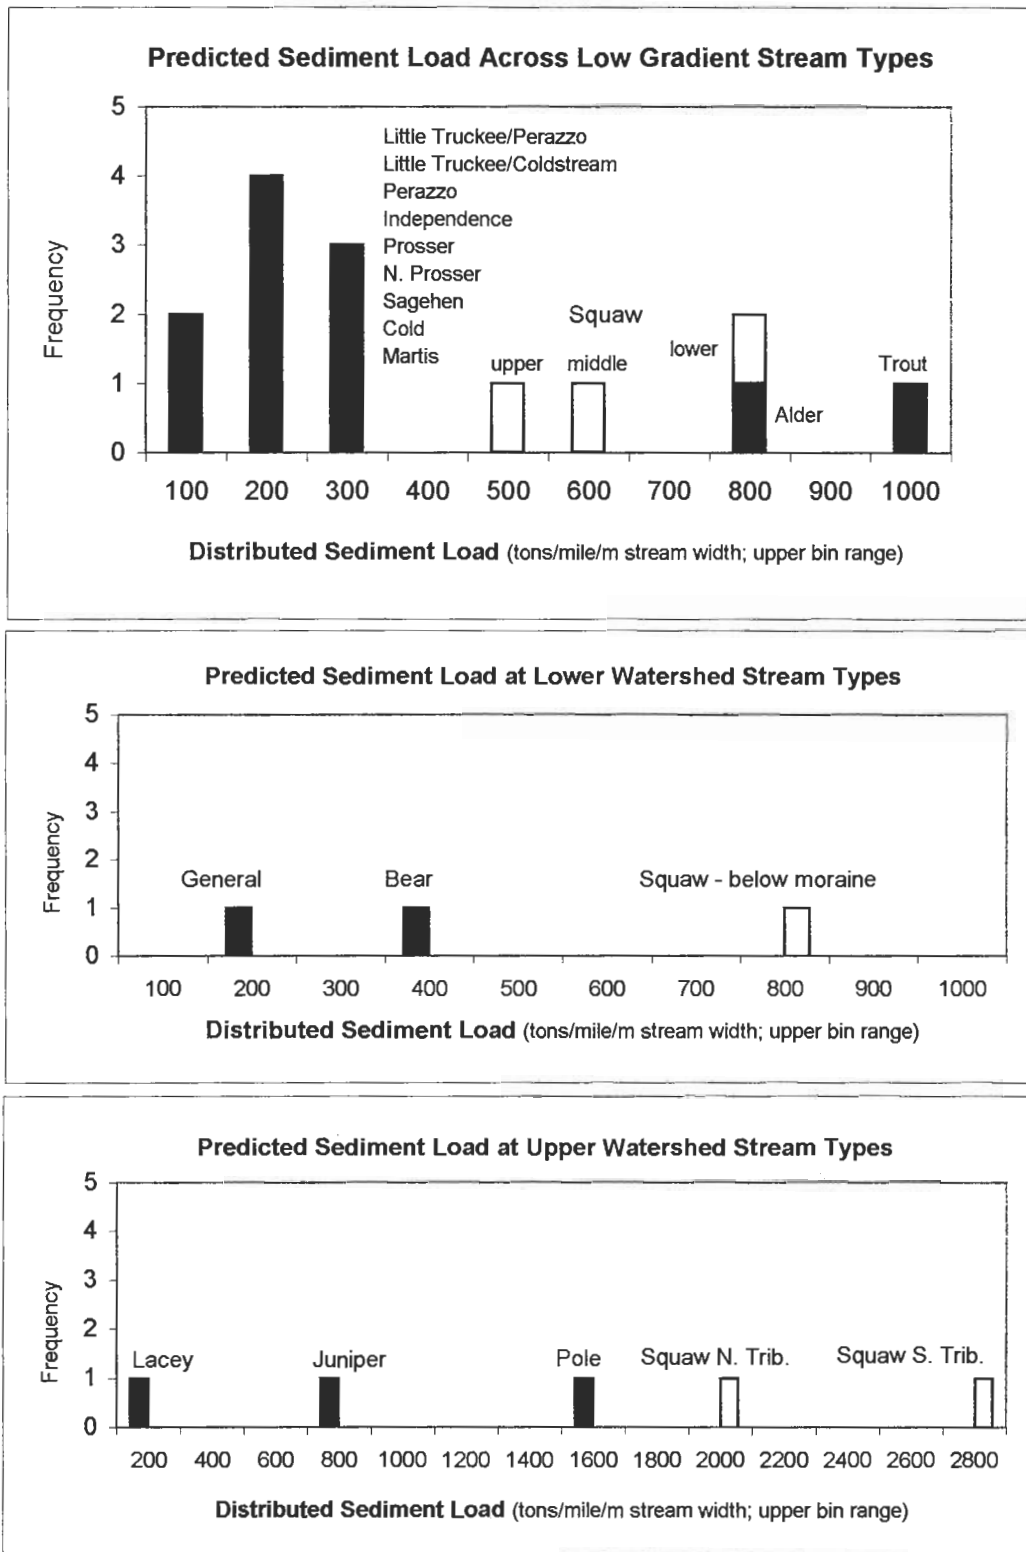 Predicted Sediment Load Across Low Gradient Stream Types
5
4
3
2
1
0
Frequency
Little Truckee/Perazzo
Little Truckee/Coldstream
Perazzo
Independence
Prosser
N. Prosser
Sagehen
Cold
Martis
Squaw
upper
middle
lower
Alder
Trout
100 200 300 400 500 600 700 800 900 1000
Distributed Sediment Load (tons/mile/m stream width; upper bin range)
Predicted Sediment Load at Lower Watershed Stream Types
5
4
3
2
1
0
Frequency
General
Bear
Squaw - below moraine
100 200 300 400 500 600 700 800 900 1000
Distributed Sediment Load (tons/mile/m stream width; upper bin range)
Predicted Sediment Load at Upper Watershed Stream Types
5
4
3
2
1
0
Frequency
Lacey
Juniper
Pole
Squaw N. Trib.
Squaw S. Trib.
200 400 600 800 1000 1200 1400 1600 1800 2000 2200 2400 2600 2800
Distributed Sediment Load (tons/mile/m stream width; upper bin range)